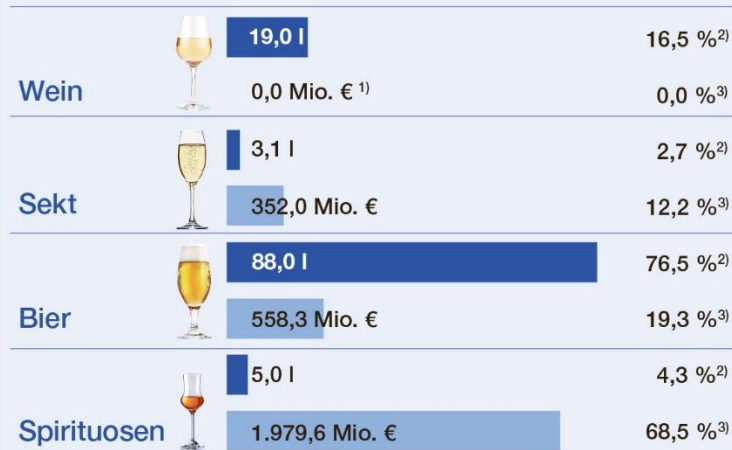 19,0 l 16,5 %²⁾
Wein 0,0 Mio. € ¹⁾ 0,0 %³⁾
3,1 l 2,7 %²⁾
Sekt 352,0 Mio. € 12,2 %³⁾
88,0 l 76,5 %²⁾
Bier 558,3 Mio. € 19,3 %³⁾
5,0 l 4,3 %²⁾
Spirituosen 1.979,6 Mio. € 68,5 %³⁾